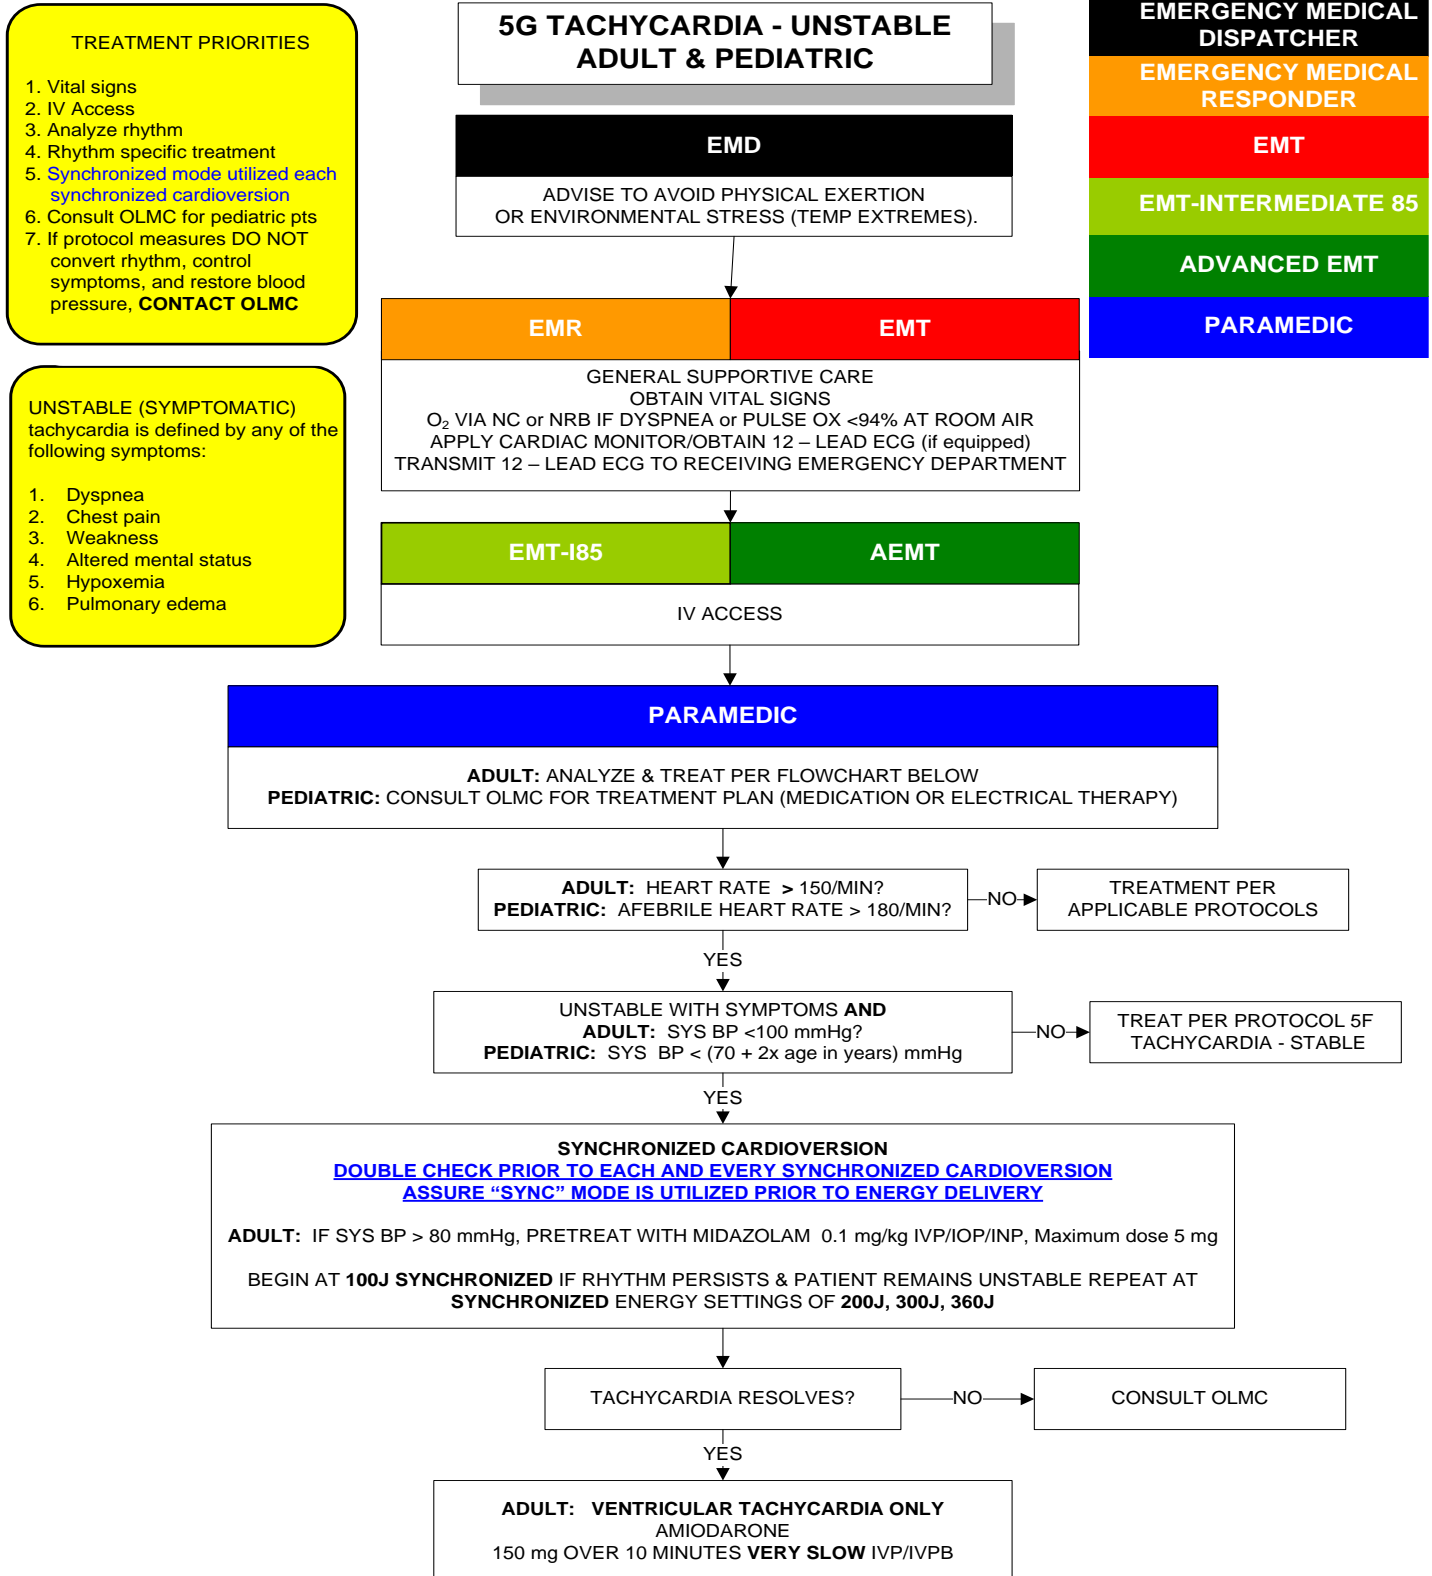 5G TACHYCARDIA - UNSTABLE
ADULT & PEDIATRIC
TREATMENT PRIORITIES
1. Vital signs
2. IV Access
3. Analyze rhythm
4. Rhythm specific treatment
5. Synchronized mode utilized each
synchronized cardioversion
6. Consult OLMC for pediatric pts
7. If protocol measures DO NOT
convert rhythm, control
symptoms, and restore blood
pressure, CONTACT OLMC
UNSTABLE (SYMPTOMATIC)
tachycardia is defined by any of the
following symptoms:
1. Dyspnea
2. Chest pain
3. Weakness
4. Altered mental status
5. Hypoxemia
6. Pulmonary edema
EMERGENCY MEDICAL
DISPATCHER
EMERGENCY MEDICAL
RESPONDER
EMT
EMT-INTERMEDIATE 85
ADVANCED EMT
PARAMEDIC
EMD
ADVISE TO AVOID PHYSICAL EXERTION
OR ENVIRONMENTAL STRESS (TEMP EXTREMES).
EMR
EMT
GENERAL SUPPORTIVE CARE
OBTAIN VITAL SIGNS
O₂ VIA NC or NRB IF DYSPNEA or PULSE OX <94% AT ROOM AIR
APPLY CARDIAC MONITOR/OBTAIN 12 – LEAD ECG (if equipped)
TRANSMIT 12 – LEAD ECG TO RECEIVING EMERGENCY DEPARTMENT
EMT-I85
AEMT
IV ACCESS
PARAMEDIC
ADULT: ANALYZE & TREAT PER FLOWCHART BELOW
PEDIATRIC: CONSULT OLMC FOR TREATMENT PLAN (MEDICATION OR ELECTRICAL THERAPY)
ADULT: HEART RATE > 150/MIN?
PEDIATRIC: AFEBRILE HEART RATE > 180/MIN?
NO
TREATMENT PER
APPLICABLE PROTOCOLS
YES
UNSTABLE WITH SYMPTOMS AND
ADULT: SYS BP <100 mmHg?
PEDIATRIC: SYS BP < (70 + 2x age in years) mmHg
NO
TREAT PER PROTOCOL 5F
TACHYCARDIA - STABLE
YES
SYNCHRONIZED CARDIOVERSION
DOUBLE CHECK PRIOR TO EACH AND EVERY SYNCHRONIZED CARDIOVERSION
ASSURE “SYNC” MODE IS UTILIZED PRIOR TO ENERGY DELIVERY
ADULT: IF SYS BP > 80 mmHg, PRETREAT WITH MIDAZOLAM 0.1 mg/kg IVP/IOP/INP, Maximum dose 5 mg
BEGIN AT 100J SYNCHRONIZED IF RHYTHM PERSISTS & PATIENT REMAINS UNSTABLE REPEAT AT
SYNCHRONIZED ENERGY SETTINGS OF 200J, 300J, 360J
TACHYCARDIA RESOLVES?
NO
CONSULT OLMC
YES
ADULT: VENTRICULAR TACHYCARDIA ONLY
AMIODARONE
150 mg OVER 10 MINUTES VERY SLOW IVP/IVPB